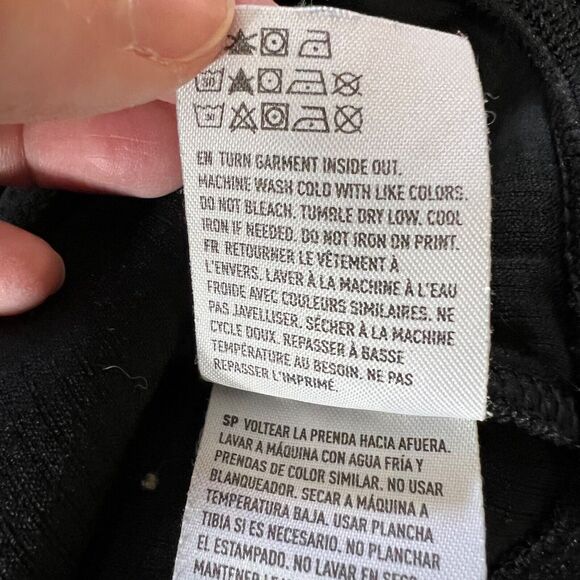 EN TURN GARMENT INSIDE OUT.
MACHINE WASH COLD WITH LIKE COLORS.
DO NOT BLEACH. TUMBLE DRY LOW. COOL
IRON IF NEEDED. DO NOT IRON ON PRINT.
FR RETOURNER LE VÊTEMENT À
L'ENVERS. LAVER À LA MACHINE À L'EAU
FROIDE AVEC COULEURS SIMILAIRES. NE
PAS JAVELLISER. SÉCHER À LA MACHINE
CYCLE DOUX. REPASSER À BASSE
TEMPÉRATURE AU BESOIN. NE PAS
REPASSER L'IMPRIMÉ.
SP VOLTEAR LA PRENDA HACIA AFUERA.
LAVAR A MÁQUINA CON AGUA FRÍA Y
PRENDAS DE COLOR SIMILAR. NO USAR
BLANQUEADOR. SECAR A MÁQUINA A
TEMPERATURA BAJA. USAR PLANCHA
TIBIA SI ES NECESARIO. NO PLANCHAR
EL ESTAMPADO. NO LAVAR EN SECO
MANTENER